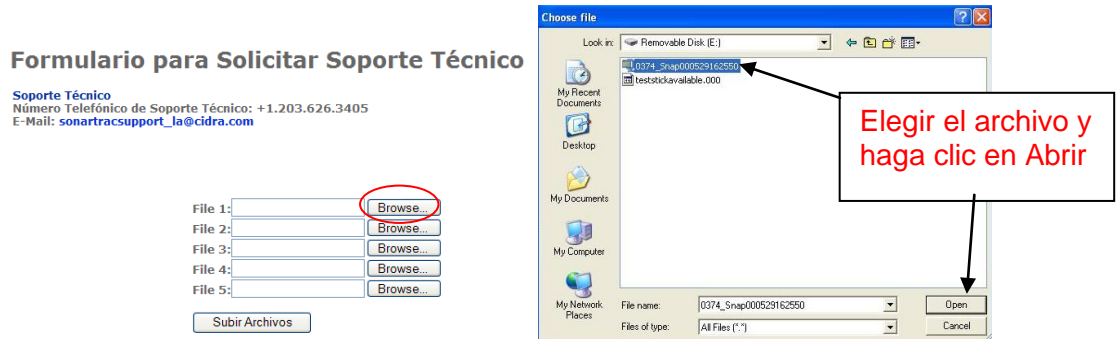 Formulario para Solicitar Soporte Técnico
Soporte Técnico
Número Telefónico de Soporte Técnico: +1.203.626.3405
E-Mail: sonartracsupport_la@cidra.com
File 1: Browse...
File 2: Browse...
File 3: Browse...
File 4: Browse...
File 5: Browse...
Subir Archivos
Choose file
Look in: Removable Disk (E:)
0374_Snap000529162550
teststickavailable.000
My Recent
Documents
Desktop
My Documents
My Computer
My Network
Places
File name: 0374_Snap000529162550 Open
Files of type: All Files (*.*) Cancel
Elegir el archivo y
haga clic en Abrir